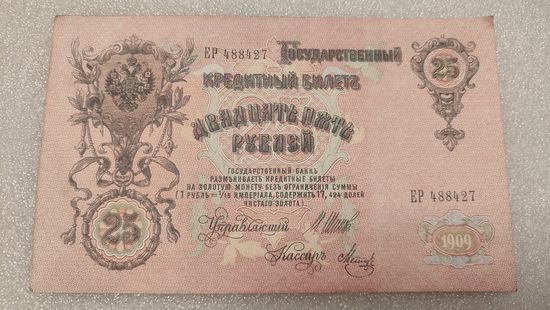 ЕР 488427 Государственный
25
Кредитный Билетъ
Двадцать Пять
Рублей
Государственный Банкъ
размѣниваетъ кредитные билеты
на золотую монету безъ ограниченія суммы
(1 рубль = 1/15 имперіала, содержитъ 17,424 долей
чистаго золота).
ЕР 488427
Управляющій
25
Кассиръ
1909